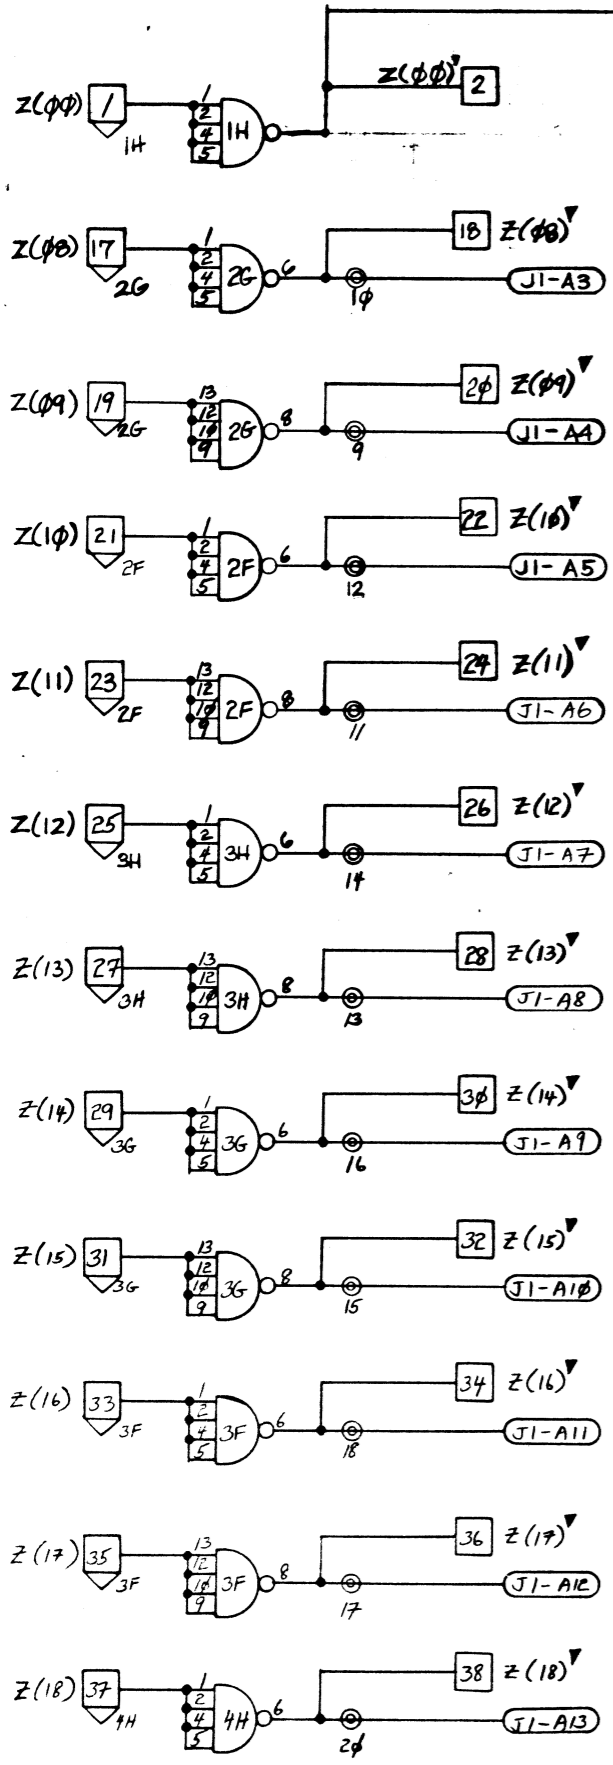 Z(φφ)▼ 2
Z(φφ) 1 1H 1 2 4 5 1H
Z(φ8) 17 2G 1 2 4 5 2G 6 1φ 18 Z(φ8)▼ J1-A3
Z(φ9) 19 2G 13 12 1φ 9 2G 8 9 2φ Z(φ9)▼ J1-A4
Z(1φ) 21 2F 1 2 4 5 2F 6 12 22 Z(1φ)▼ J1-A5
Z(11) 23 2F 13 12 1φ 9 2F 8 11 24 Z(11)▼ J1-A6
Z(12) 25 3H 1 2 4 5 3H 6 14 26 Z(12)▼ J1-A7
Z(13) 27 3H 13 12 1φ 9 3H 8 13 28 Z(13)▼ J1-A8
Z(14) 29 3G 1 2 4 5 3G 6 16 3φ Z(14)▼ J1-A9
Z(15) 31 3G 13 12 1φ 9 3G 8 15 32 Z(15)▼ J1-A1φ
Z(16) 33 3F 1 2 4 5 3F 6 18 34 Z(16)▼ J1-A11
Z(17) 35 3F 13 12 1φ 9 3F 8 17 36 Z(17)▼ J1-A12
Z(18) 37 4H 1 2 4 5 4H 6 2φ 38 Z(18)▼ J1-A13